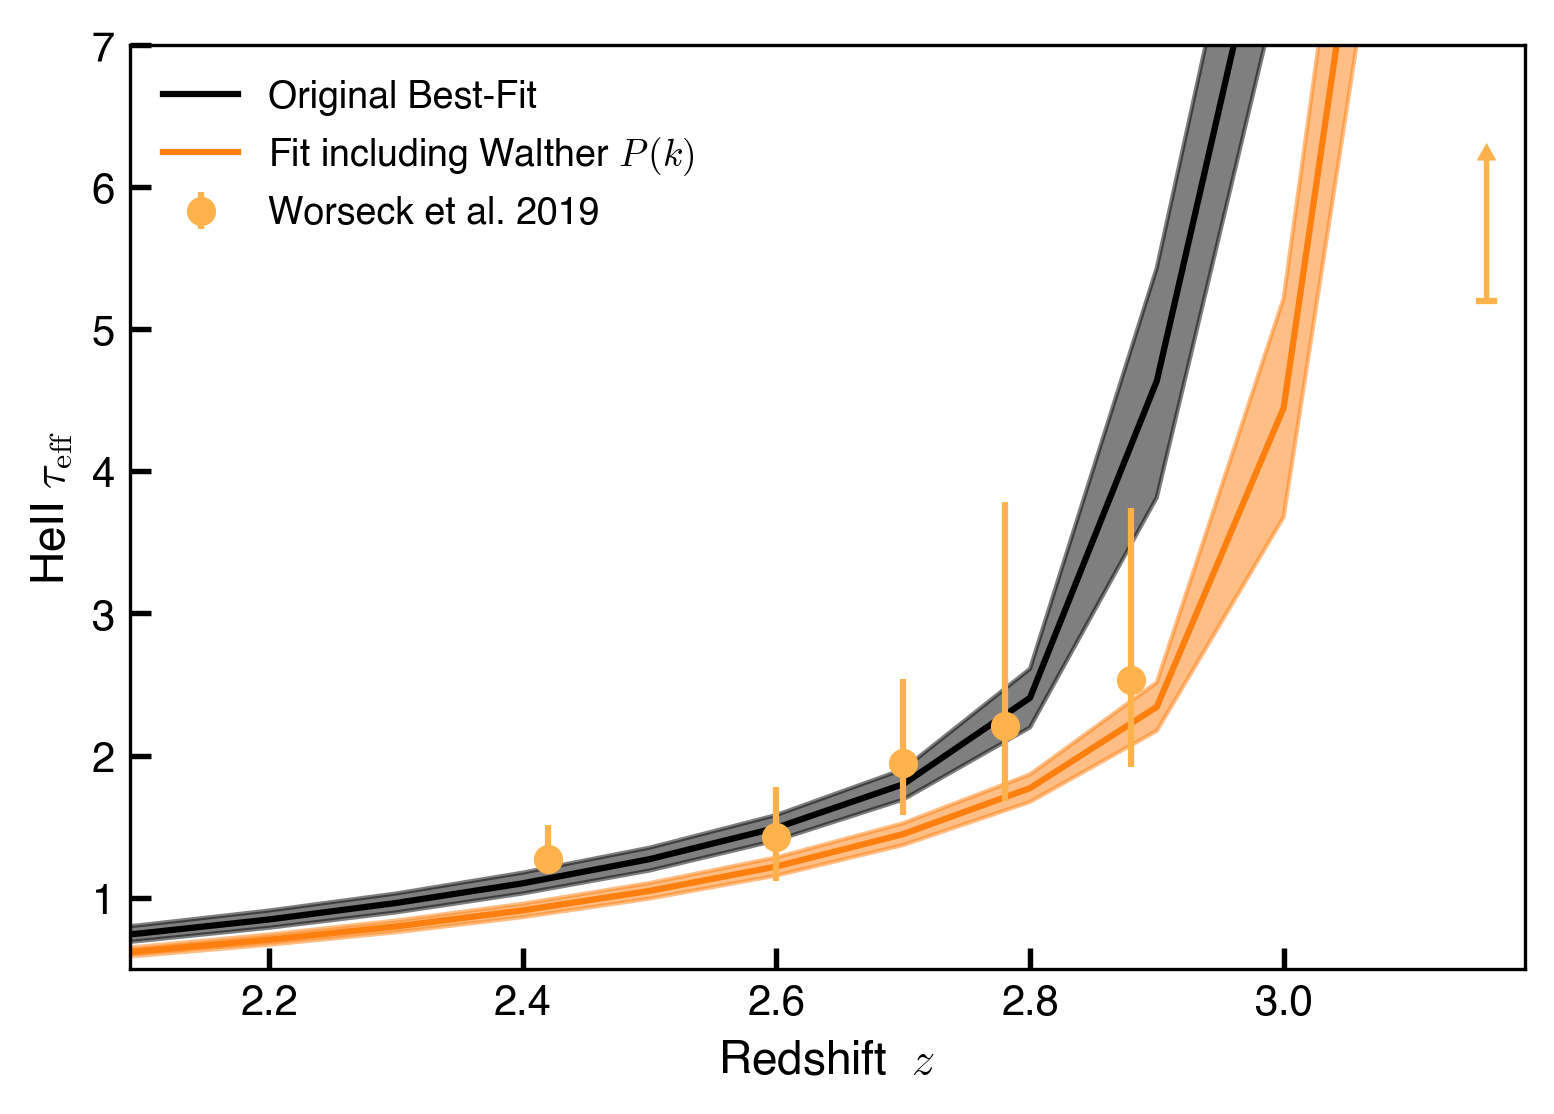 7
Original Best-Fit
Fit including Walther P(k)
6
Worseck et al. 2019
5
HeII τeff
4
3
2
1
2.2 2.4 2.6 2.8 3.0
Redshift z